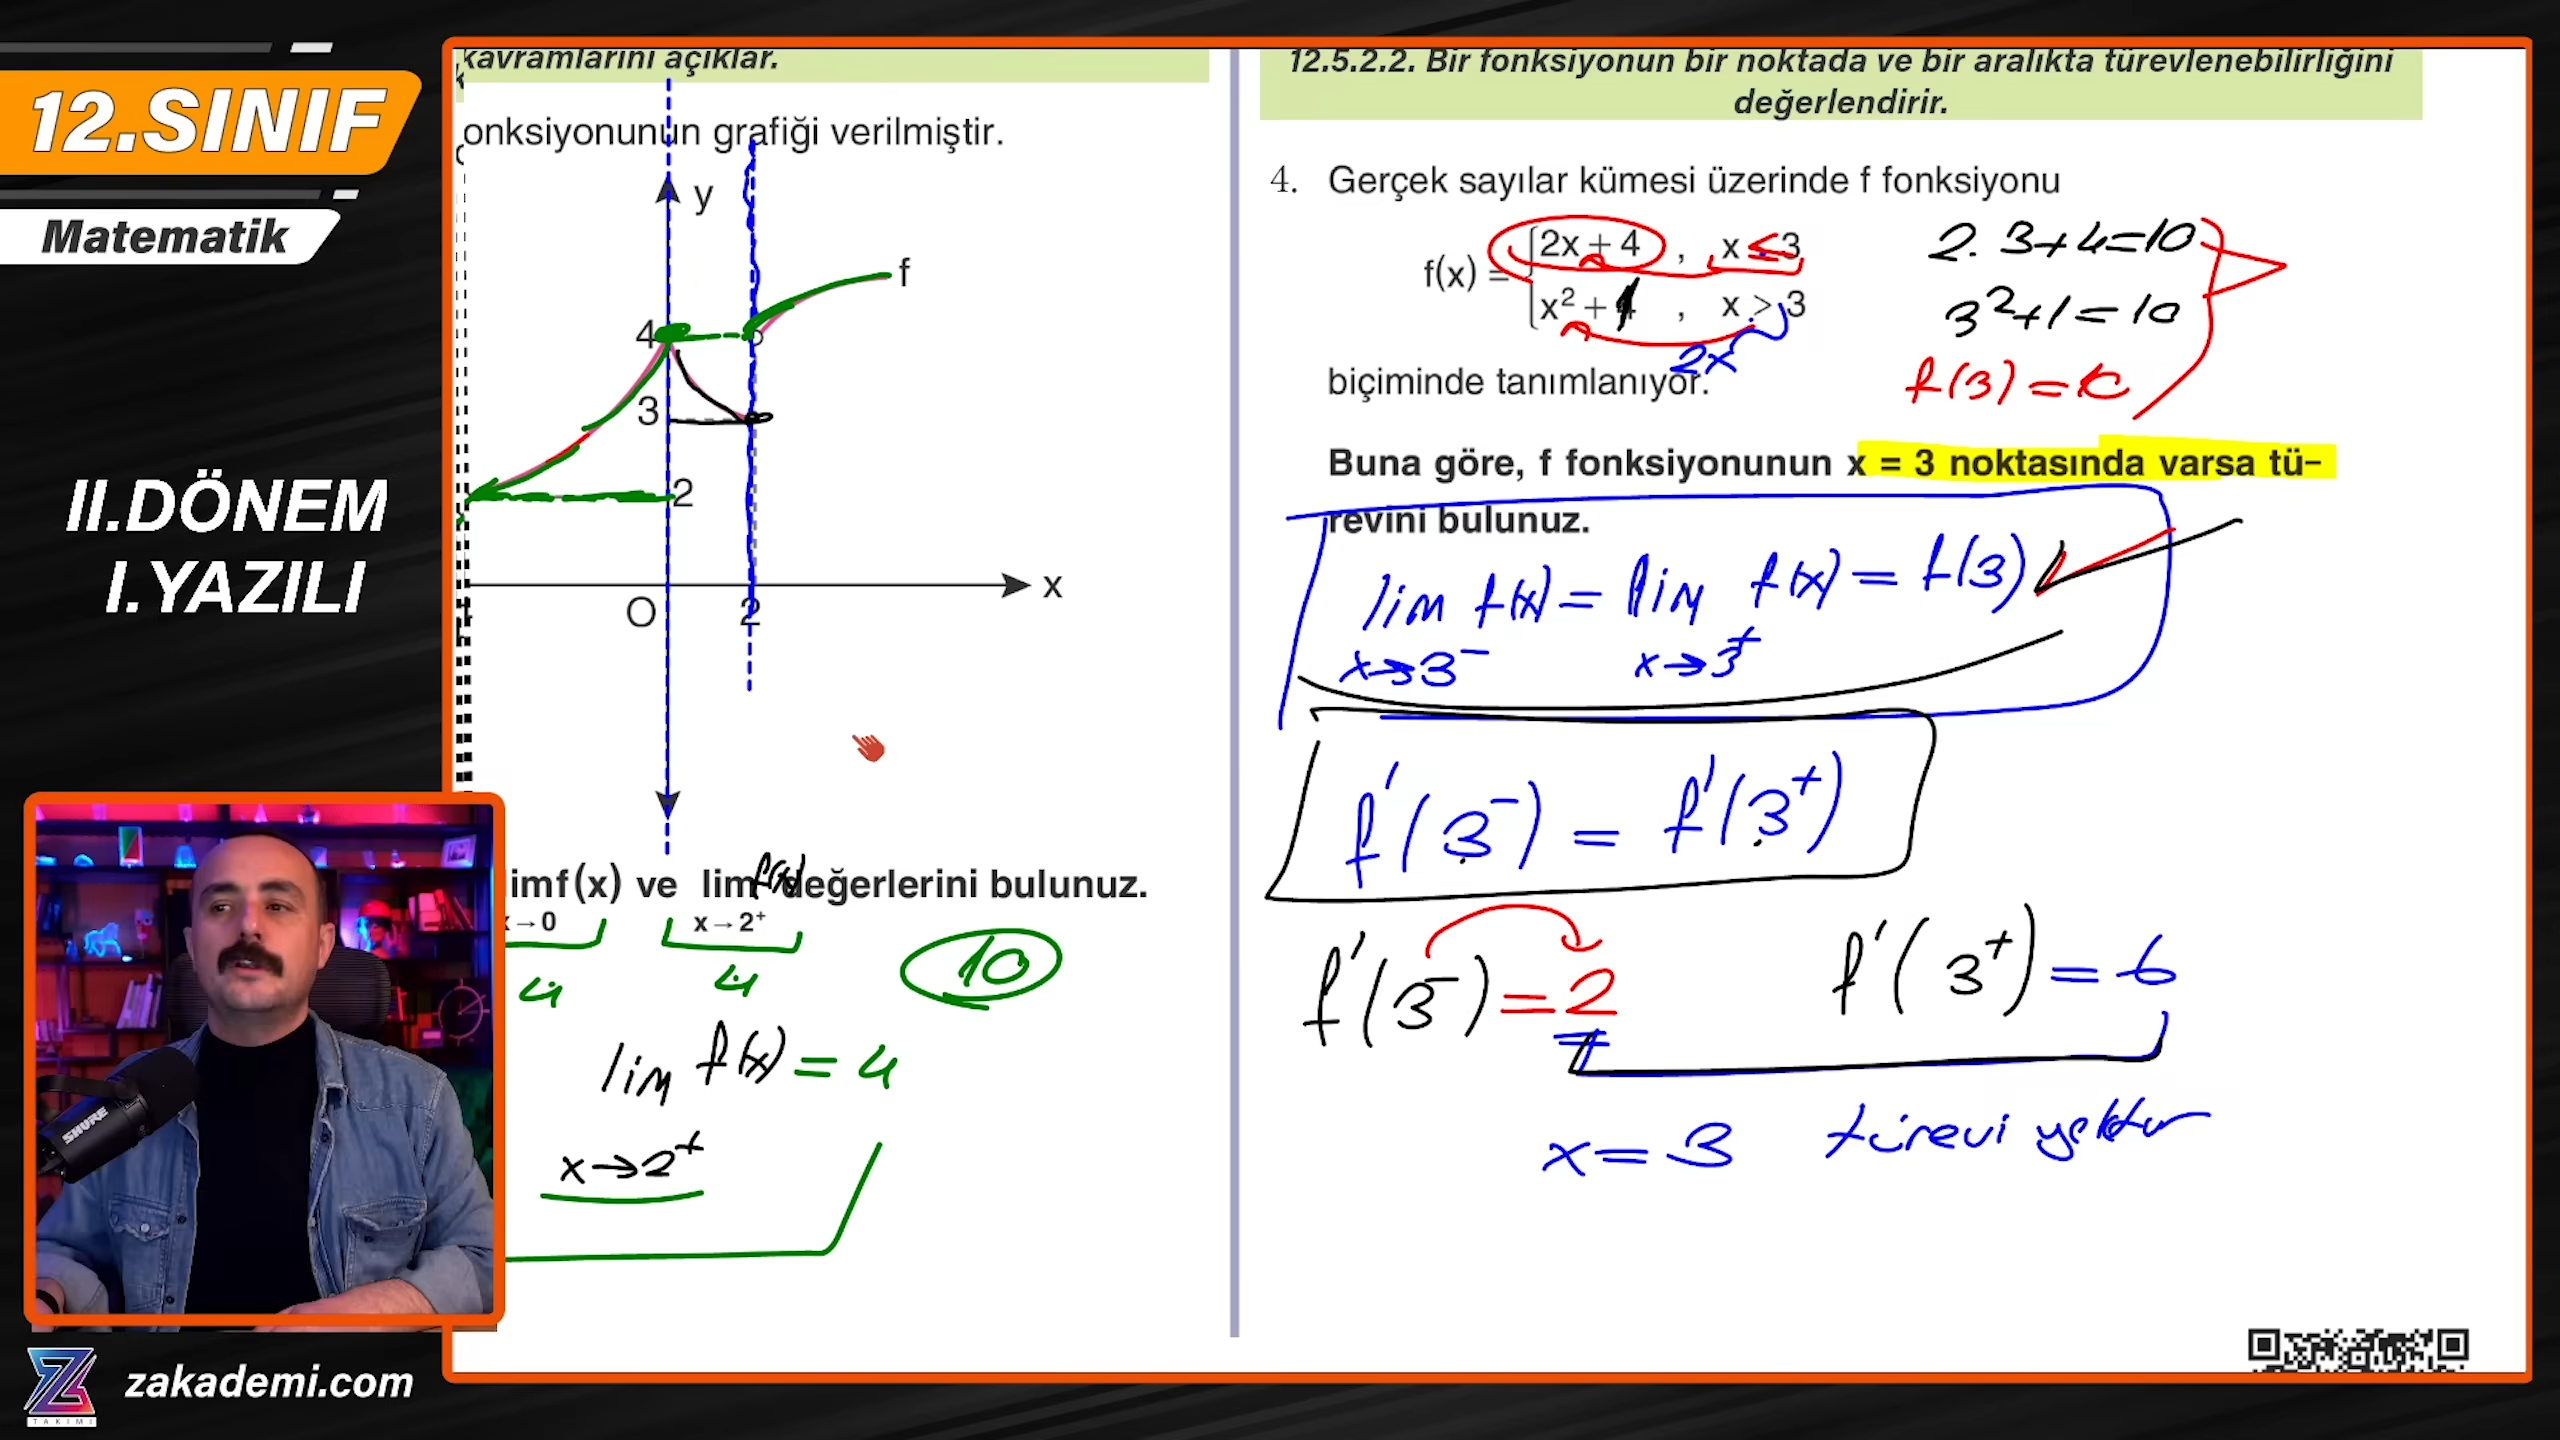 12.SINIF
Matematik
II.DÖNEM
I.YAZILI
kavramlarını açıklar.
onksiyonunun grafiği verilmiştir.
y
f
4
3
2
O
2
x
imf(x) ve lim f(x) değerlerini bulunuz.
x→0 x→2⁺
4 4 10
lim f(x) = 4
x→2⁺
12.5.2.2. Bir fonksiyonun bir noktada ve bir aralıkta türevlenebilirliğini
değerlendirir.
4. Gerçek sayılar kümesi üzerinde f fonksiyonu
f(x) =
2x + 4 , x ≤ 3
x² + 1 , x > 3
2x
2. 3+4=10
3²+1=10
f(3)=10
biçiminde tanımlanıyor.
Buna göre, f fonksiyonunun x = 3 noktasında varsa tü–
revini bulunuz.
lim f(x) = lim f(x) = f(3)
x→3⁻ x→3⁺
f'(3⁻) = f'(3⁺)
f'(3⁻) = 2 f'(3⁺) = 6
x = 3 türevi yoktur
SHURE
TAKIMI
zakademi.com